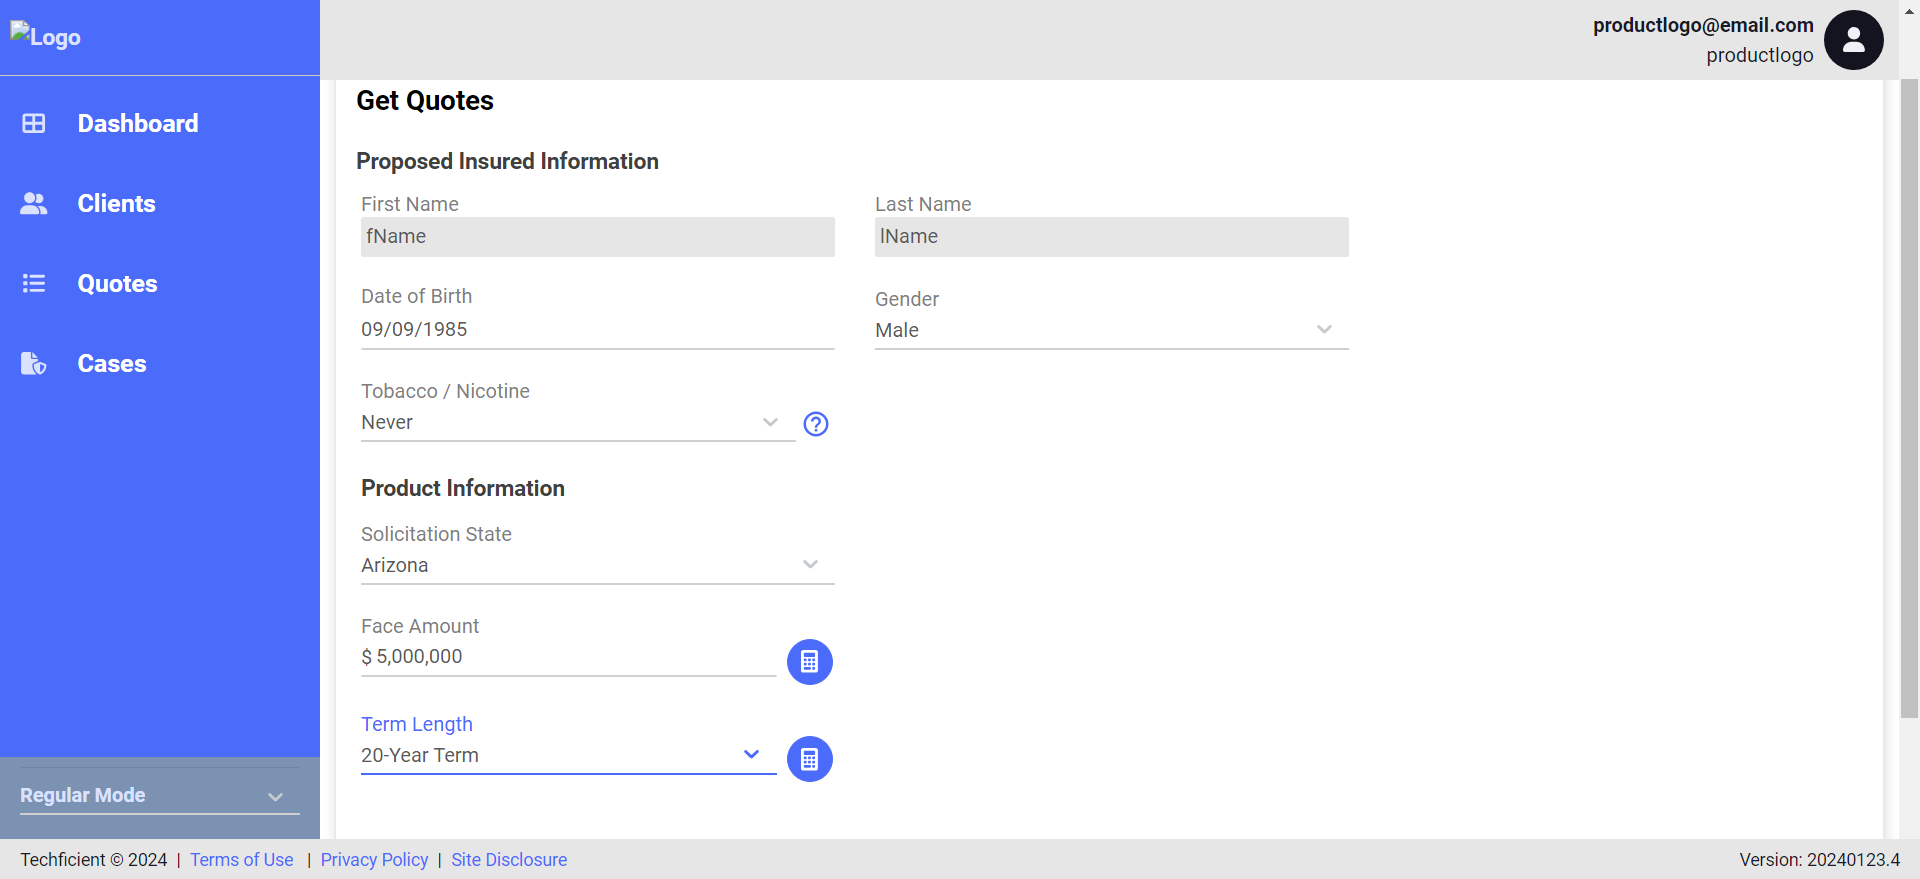 Logo
productlogo@email.com
productlogo
Dashboard
Clients
Quotes
Cases
Regular Mode
Get Quotes
Proposed Insured Information
First Name
fName
Last Name
lName
Date of Birth
09/09/1985
Gender
Male
Tobacco / Nicotine
Never
?
Product Information
Solicitation State
Arizona
Face Amount
$ 5,000,000
Term Length
20-Year Term
Techficient © 2024 | Terms of Use | Privacy Policy | Site Disclosure
Version: 20240123.4